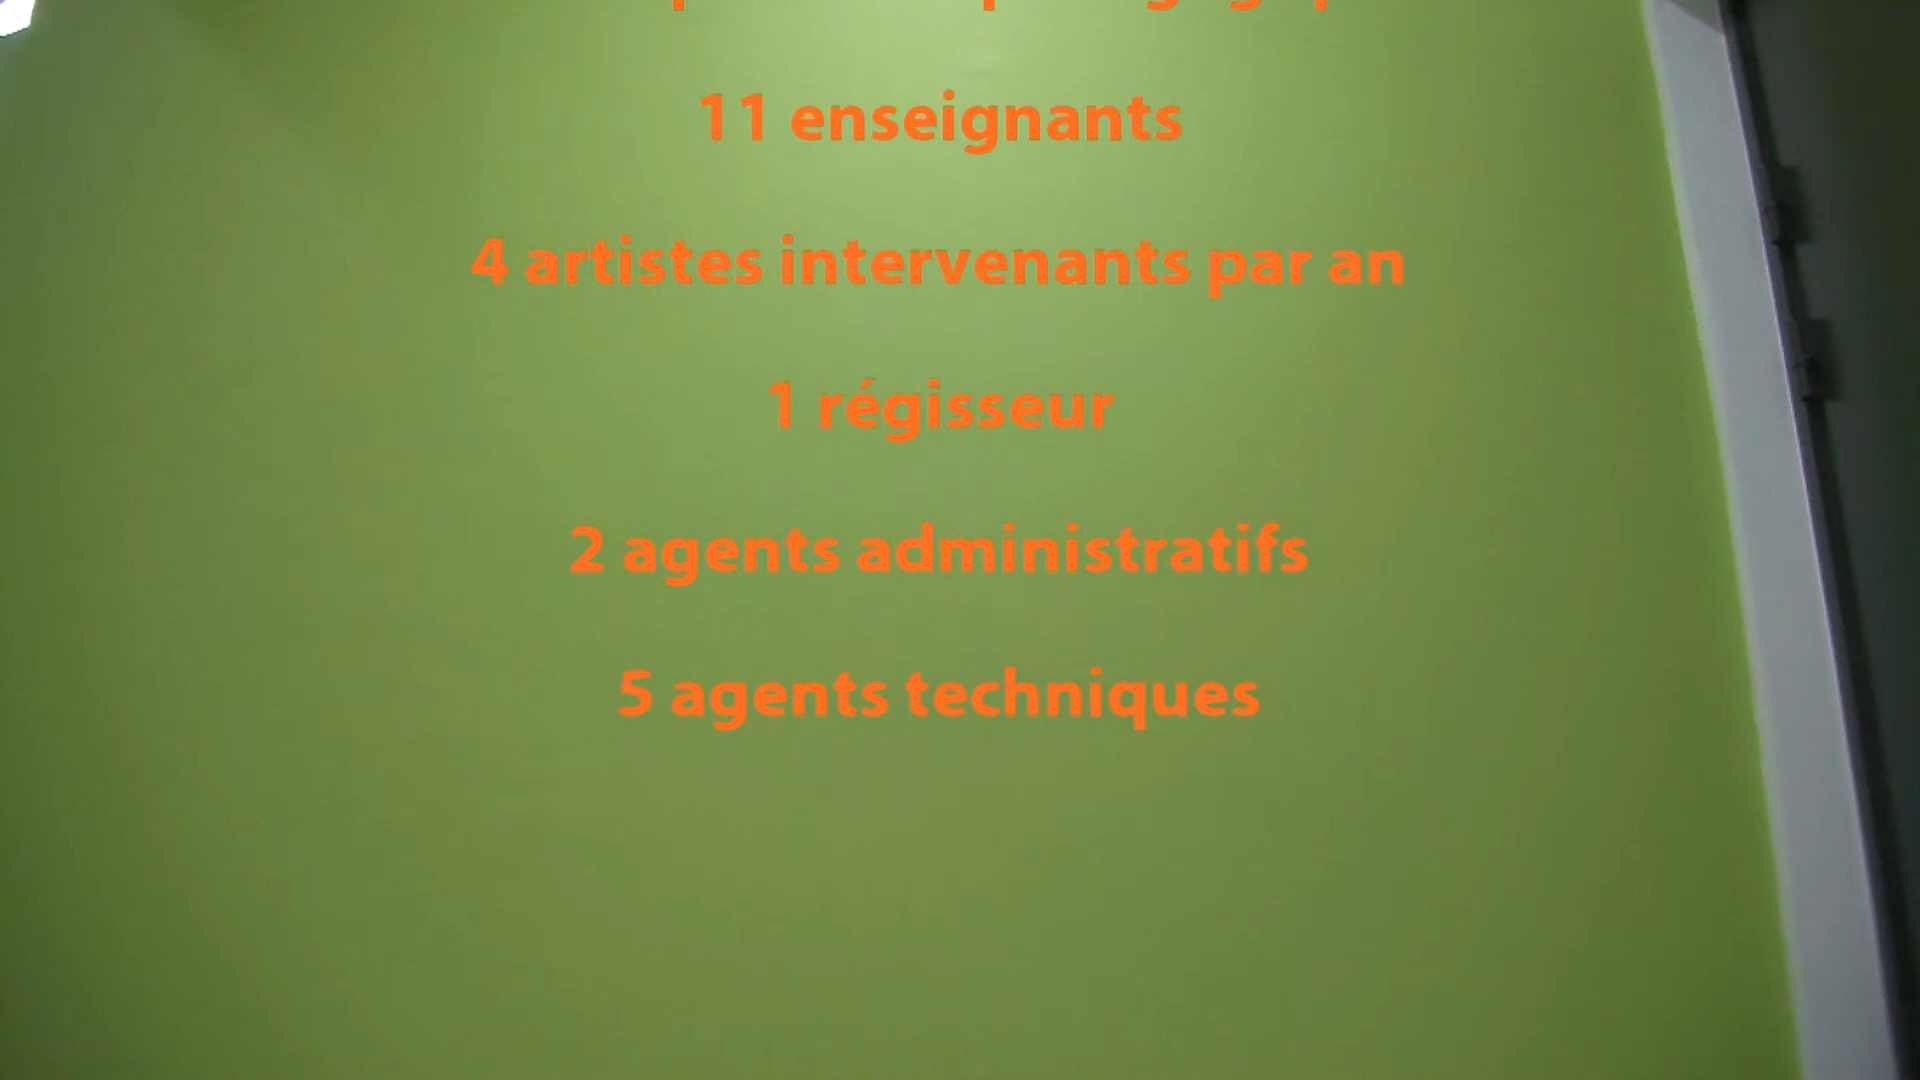 11 enseignants
4 artistes intervenants par an
1 régisseur
2 agents administratifs
5 agents techniques